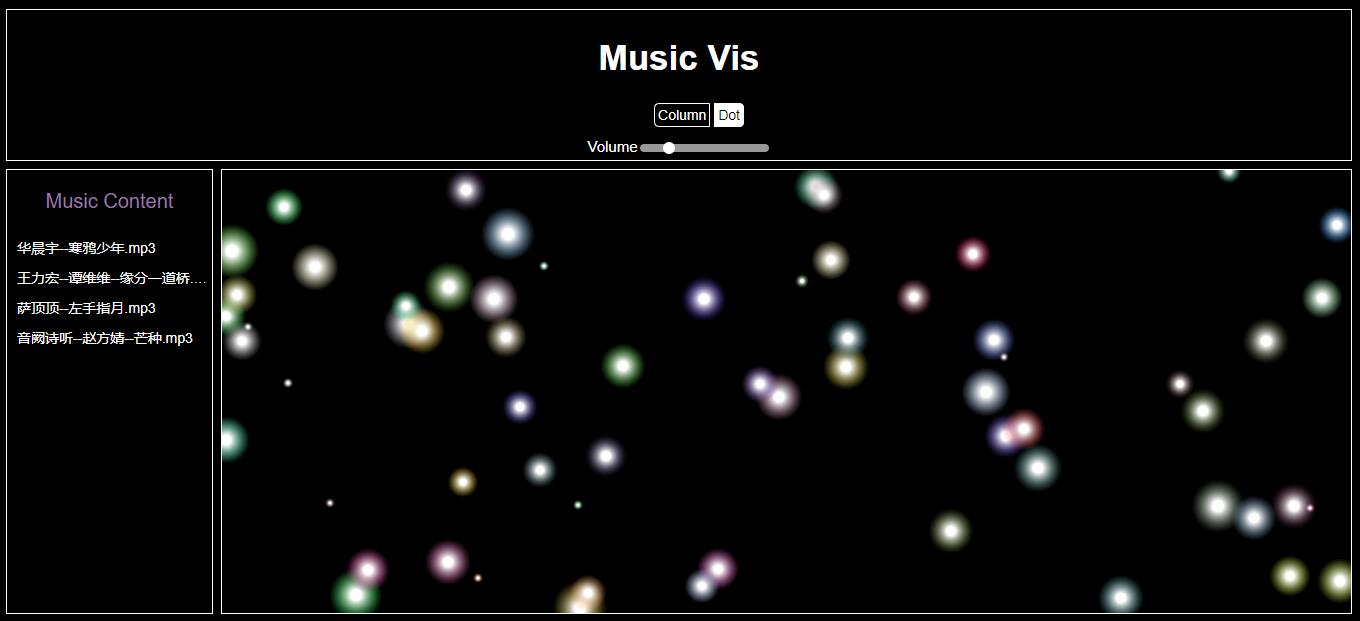 Music Vis
Column Dot
Volume
Music Content
华晨宇--寒鸦少年.mp3
王力宏--谭维维--缘分一道桥....
萨顶顶--左手指月.mp3
音阙诗听--赵方婧--芒种.mp3